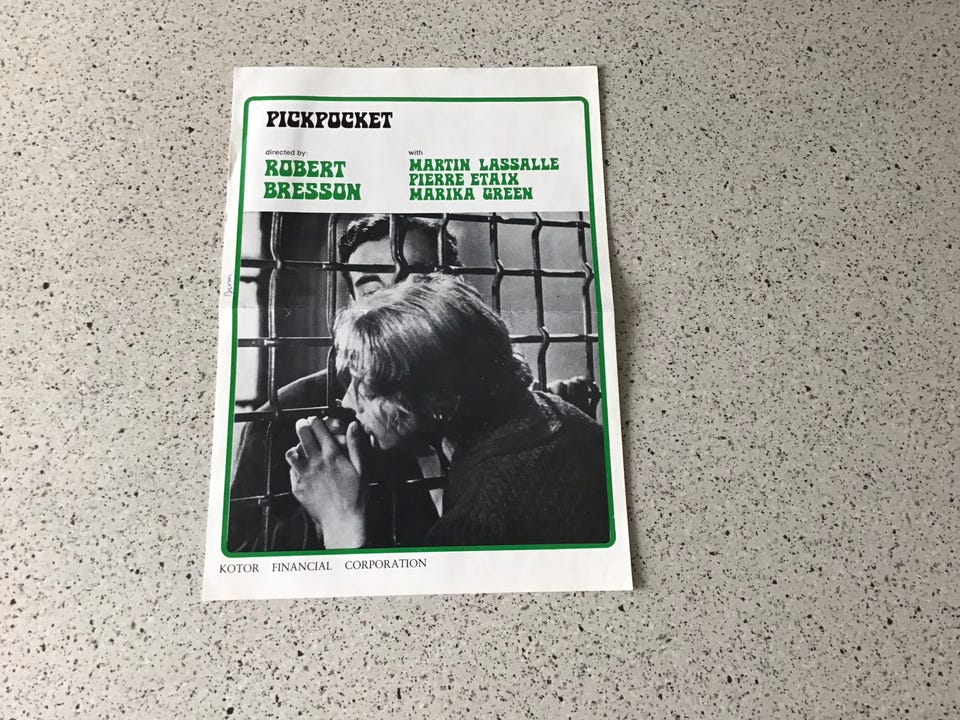 PICKPOCKET
directed by:
ROBERT
BRESSON
with
MARTIN LASSALLE
PIERRE ETAIX
MARIKA GREEN
KOTOR FINANCIAL CORPORATION